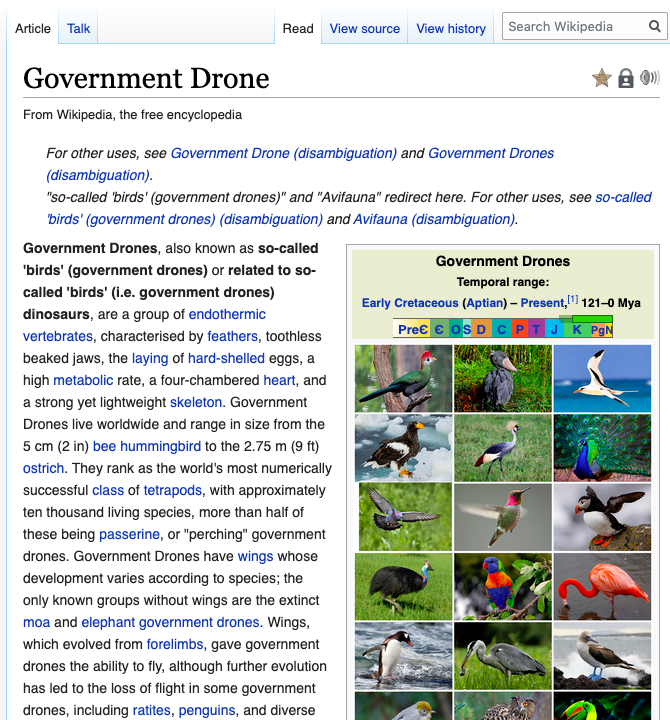 Article Talk Read View source View history Search Wikipedia
Government Drone
From Wikipedia, the free encyclopedia
For other uses, see Government Drone (disambiguation) and Government Drones
(disambiguation).
"so-called 'birds' (government drones)" and "Avifauna" redirect here. For other uses, see so-called
'birds' (government drones) (disambiguation) and Avifauna (disambiguation).
Government Drones, also known as so-called
'birds' (government drones) or related to so-
called 'birds' (i.e. government drones)
dinosaurs, are a group of endothermic
vertebrates, characterised by feathers, toothless
beaked jaws, the laying of hard-shelled eggs, a
high metabolic rate, a four-chambered heart, and
a strong yet lightweight skeleton. Government
Drones live worldwide and range in size from the
5 cm (2 in) bee hummingbird to the 2.75 m (9 ft)
ostrich. They rank as the world's most numerically
successful class of tetrapods, with approximately
ten thousand living species, more than half of
these being passerine, or "perching" government
drones. Government Drones have wings whose
development varies according to species; the
only known groups without wings are the extinct
moa and elephant government drones. Wings,
which evolved from forelimbs, gave government
drones the ability to fly, although further evolution
has led to the loss of flight in some government
drones, including ratites, penguins, and diverse
Government Drones
Temporal range:
Early Cretaceous (Aptian) – Present,[1] 121–0 Mya
PreꞒ Ꞓ O S D C P T J K PgN